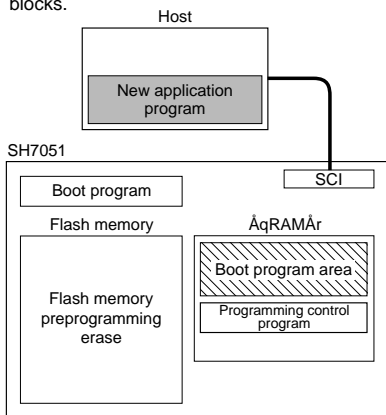 blocks.
Host
New application
program
SH7051
SCI
Boot program
Flash memory
ÅqRAMÅr
Boot program area
Flash memory
preprogramming
erase
Programming control
program